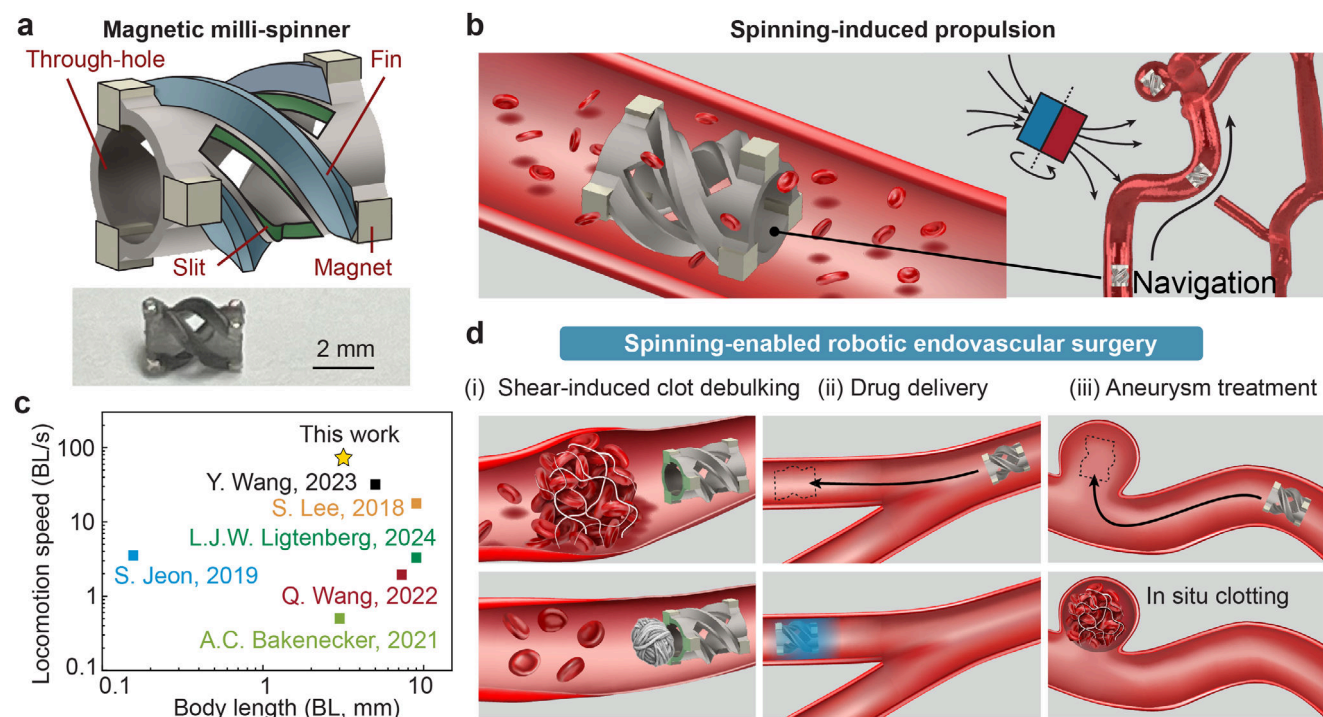 a
Magnetic milli-spinner
Through-hole
Fin
Slit
Magnet
2 mm
b
Spinning-induced propulsion
Navigation
c
Locomotion speed (BL/s)
100
10
1
0.1
This work
Y. Wang, 2023
S. Lee, 2018
L.J.W. Ligtenberg, 2024
S. Jeon, 2019
Q. Wang, 2022
A.C. Bakenecker, 2021
0.1
1
10
Body length (BL, mm)
d
Spinning-enabled robotic endovascular surgery
(i) Shear-induced clot debulking
(ii) Drug delivery
(iii) Aneurysm treatment
In situ clotting